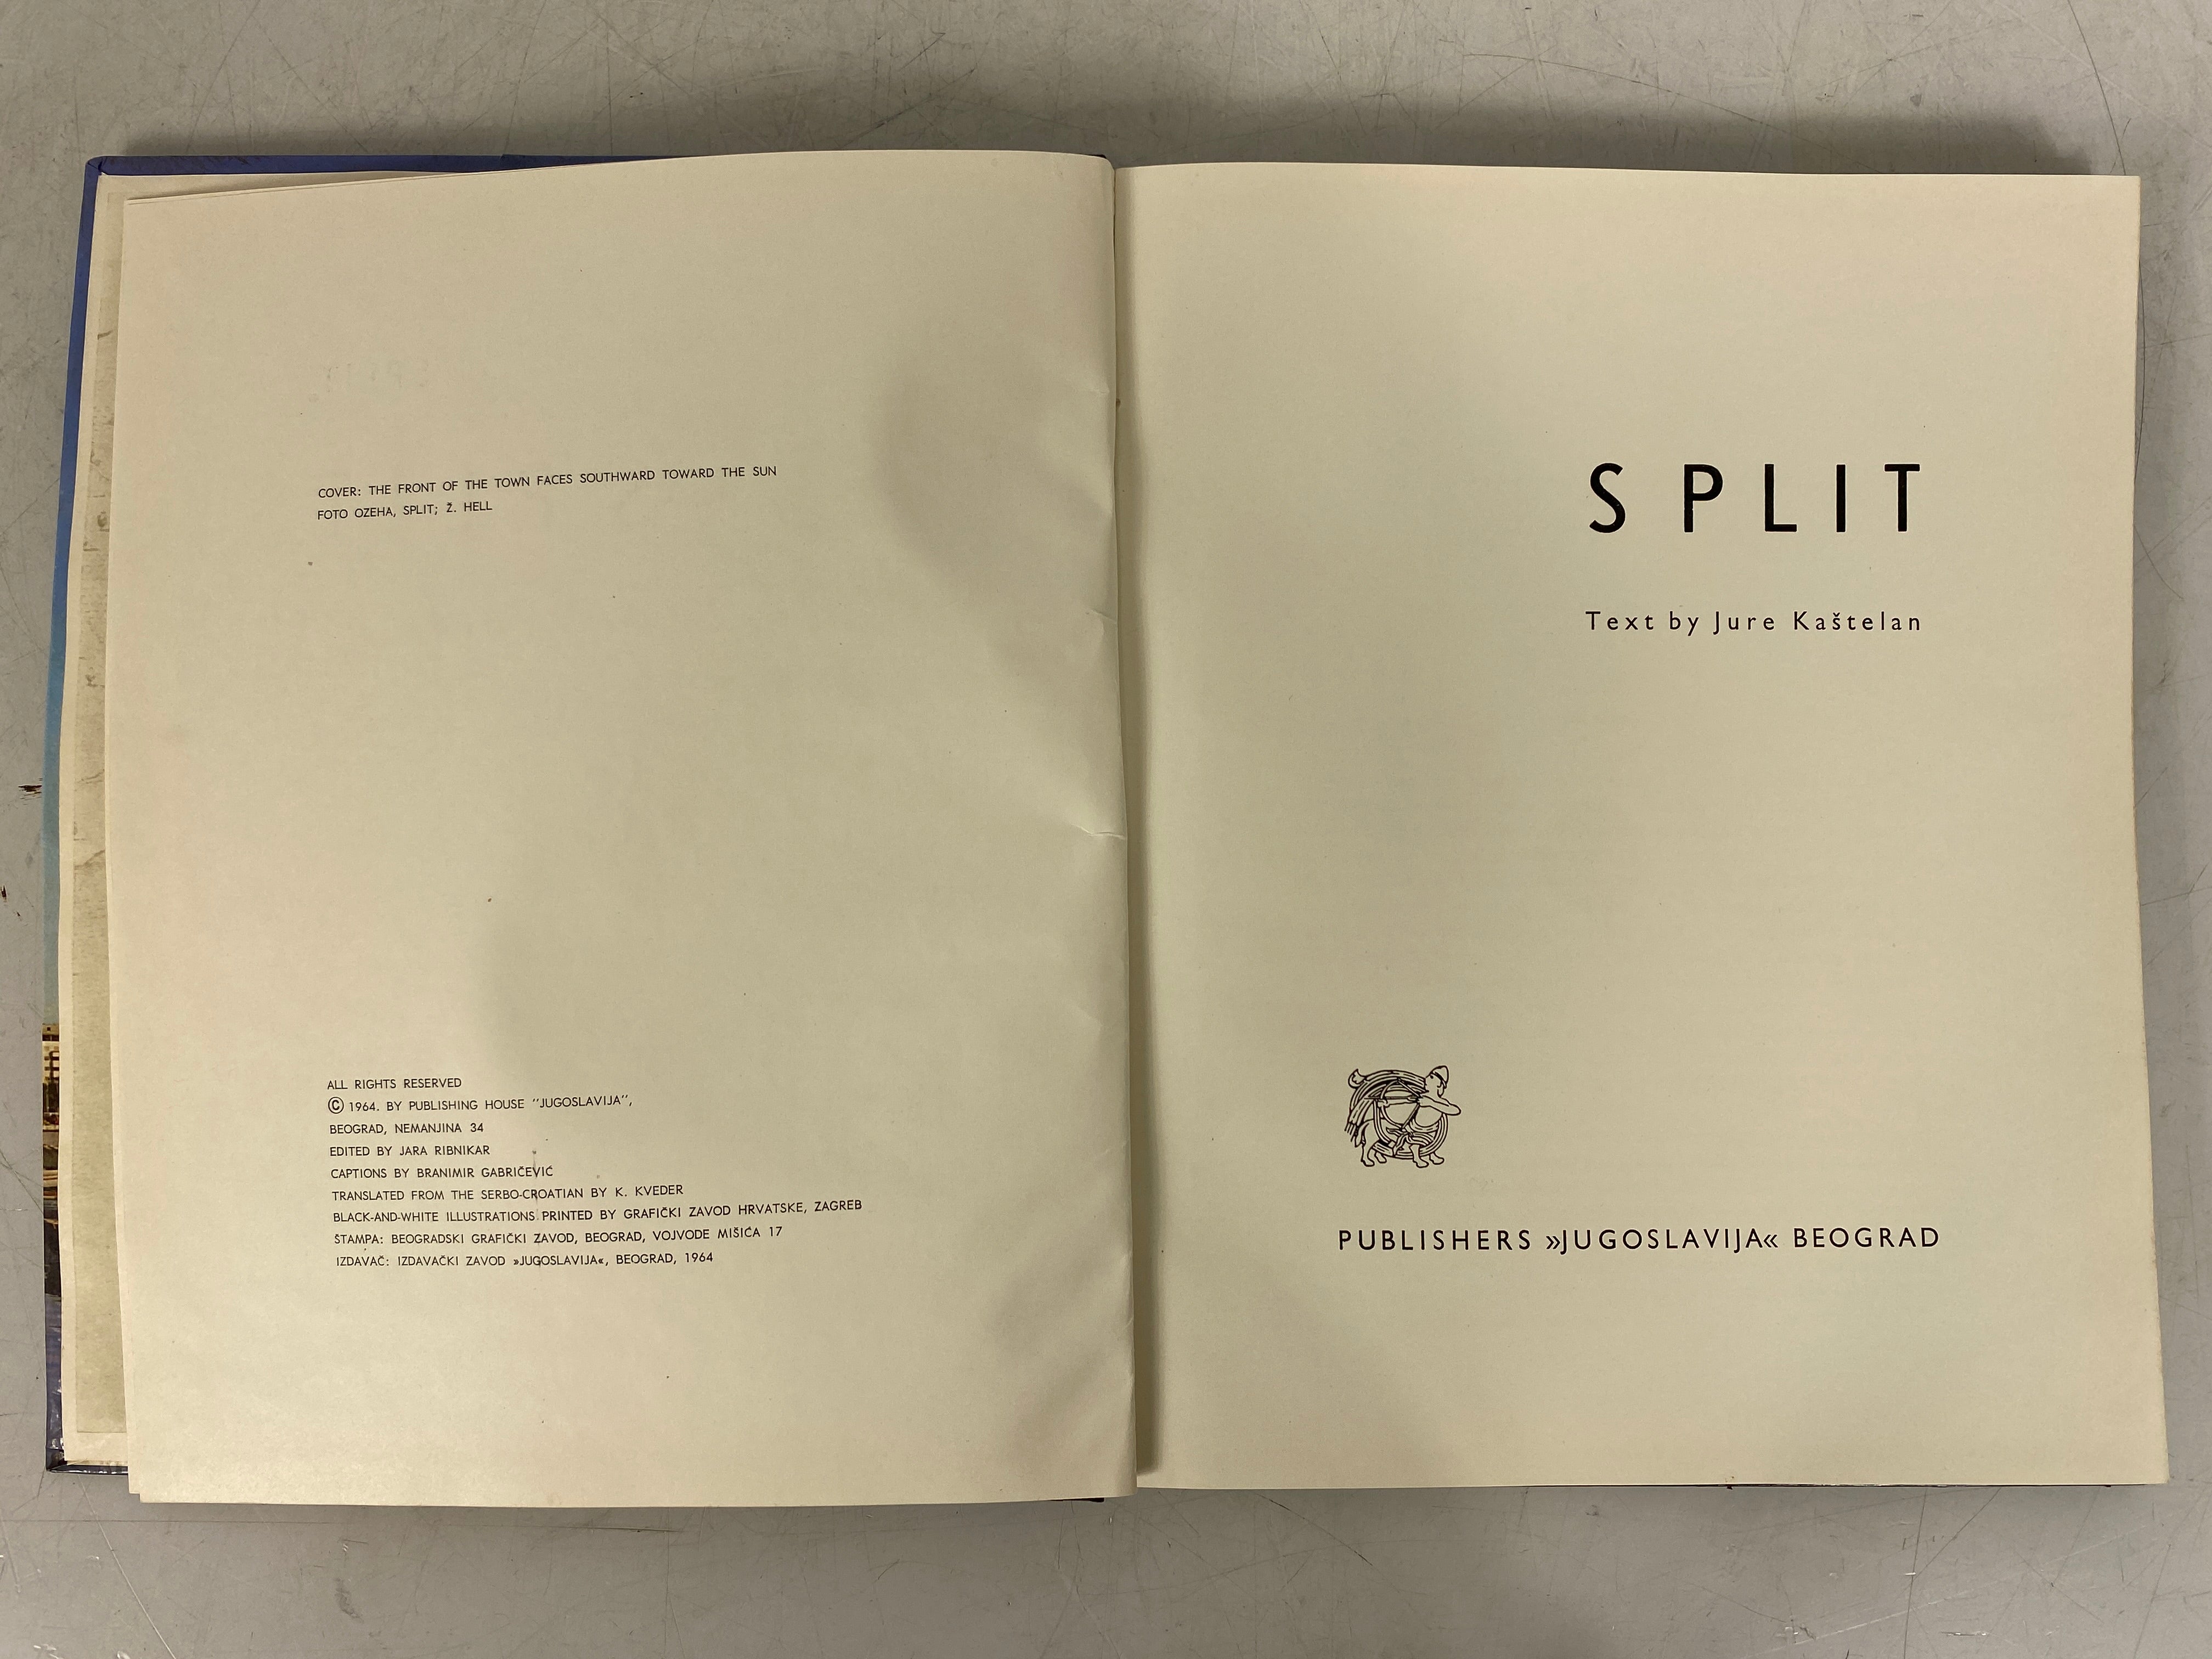 COVER: THE FRONT OF THE TOWN FACES SOUTHWARD TOWARD THE SUN
FOTO OZEHA, SPLIT; Ž. HELL
ALL RIGHTS RESERVED
© 1964. BY PUBLISHING HOUSE ''JUGOSLAVIJA'',
BEOGRAD, NEMANJINA 34
EDITED BY JARA RIBNIKAR
CAPTIONS BY BRANIMIR GABRIČEVIĆ
TRANSLATED FROM THE SERBO-CROATIAN BY K. KVEDER
BLACK-AND-WHITE ILLUSTRATIONS PRINTED BY GRAFIČKI ZAVOD HRVATSKE, ZAGREB
ŠTAMPA: BEOGRADSKI GRAFIČKI ZAVOD, BEOGRAD, VOJVODE MIŠIĆA 17
IZDAVAČ: IZDAVAČKI ZAVOD »JUGOSLAVIJA«, BEOGRAD, 1964
SPLIT
Text by Jure Kaštelan
PUBLISHERS »JUGOSLAVIJA« BEOGRAD